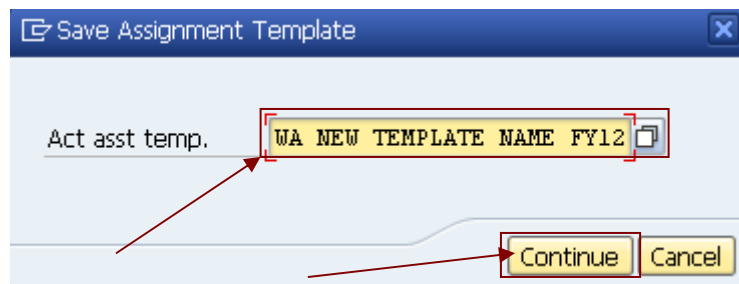 Save Assignment Template
Act asst temp. WA NEW TEMPLATE NAME FY12
Continue Cancel